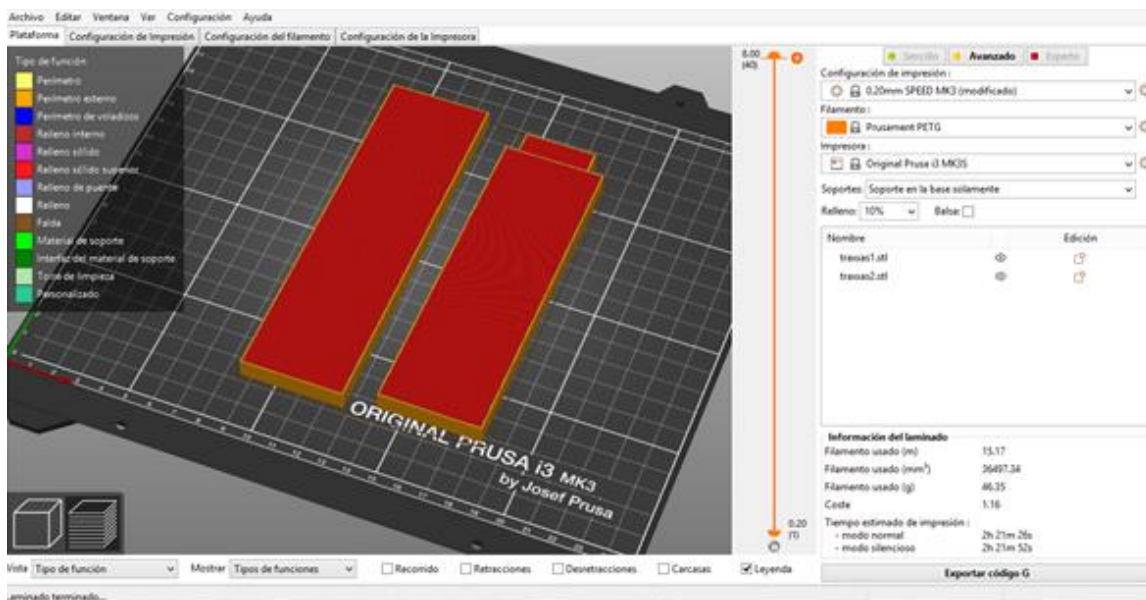 Archivo Editar Ventana Ver Configuración Ayuda
Plataforma Configuración de Impresión Configuración del filamento Configuración de la Impresora
Tipo de función
Perímetro
Perímetro externo
Perímetro de voladizos
Relleno interno
Relleno sólido
Relleno sólido superior
Relleno de puente
Relleno
Falda
Material de soporte
Interfaz del material de soporte
Torre de limpieza
Personalizado
ORIGINAL PRUSA i3 MK3
by Josef Prusa
8.00
(40)
0.20
(1)
Sencillo Avanzado Experto
Configuración de impresión :
0.20mm SPEED MK3 (modificado)
Filamento :
Prusament PETG
Impresora :
Original Prusa i3 MK3S
Soportes: Soporte en la base solamente
Relleno: 10% Balsa:
Nombre Edición
Información del laminado
Filamento usado (m) 15.17
Filamento usado (mm³) 36497.34
Filamento usado (g) 46.35
Coste 1.16
Tiempo estimado de impresión :
- modo normal 2h 21m 26s
- modo silencioso 2h 21m 52s
Vista Tipo de función Mostrar Tipos de funciones Recorrido Retracciones Desretracciones Carcasas Leyenda
Exportar código G